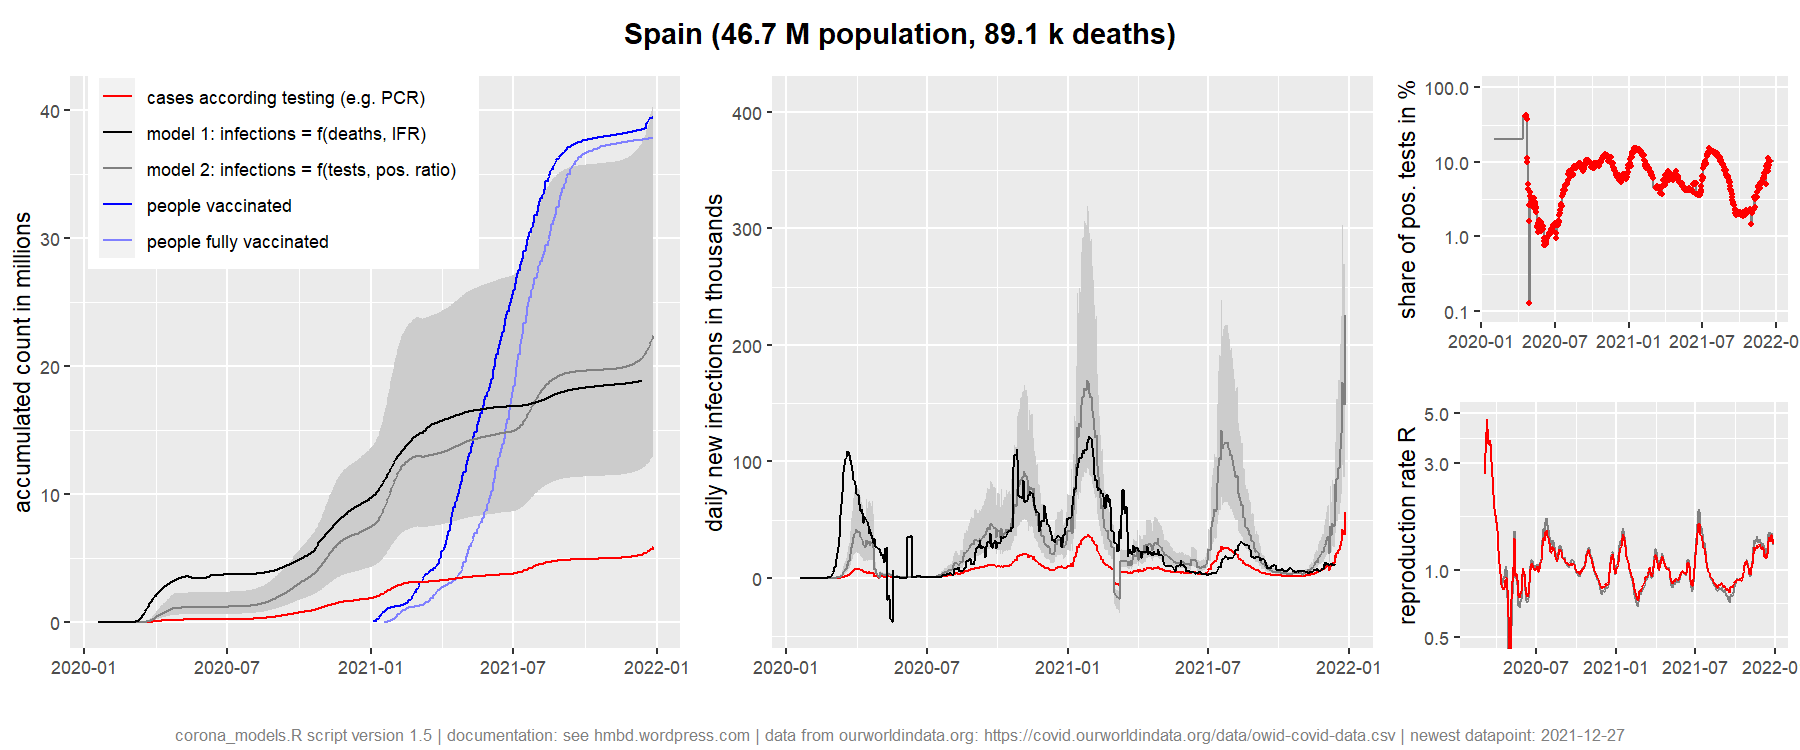 Spain (46.7 M population, 89.1 k deaths)
accumulated count in millions
40
30
20
10
0
cases according testing (e.g. PCR)
model 1: infections = f(deaths, IFR)
model 2: infections = f(tests, pos. ratio)
people vaccinated
people fully vaccinated
2020-01 2020-07 2021-01 2021-07 2022-01
daily new infections in thousands
400
300
200
100
0
2020-01 2020-07 2021-01 2021-07 2022-01
share of pos. tests in %
100.0
10.0
1.0
0.1
2020-01 2020-07 2021-01 2021-07 2022-0
reproduction rate R
5.0
3.0
1.0
0.5
2020-07 2021-01 2021-07 2022-0
corona_models.R script version 1.5 | documentation: see hmbd.wordpress.com | data from ourworldindata.org: https://covid.ourworldindata.org/data/owid-covid-data.csv | newest datapoint: 2021-12-27